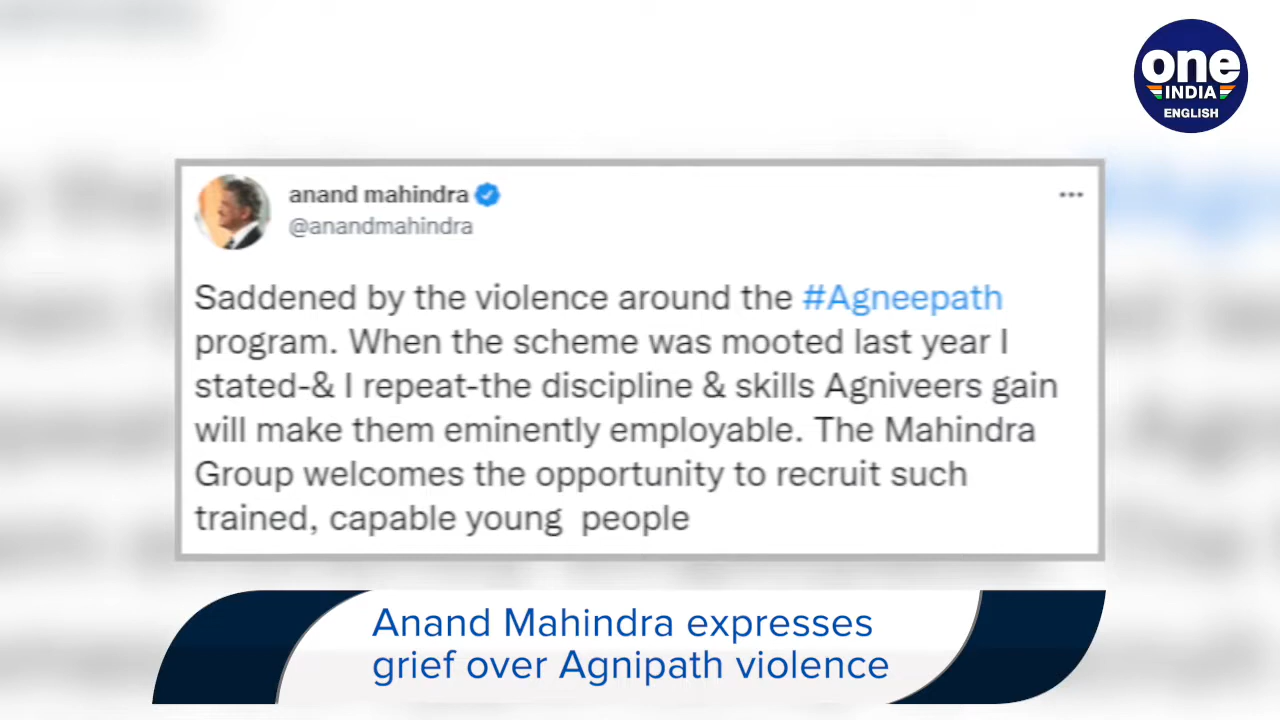 one
INDIA
ENGLISH
anand mahindra
@anandmahindra
Saddened by the violence around the #Agneepath
program. When the scheme was mooted last year I
stated-& I repeat-the discipline & skills Agniveers gain
will make them eminently employable. The Mahindra
Group welcomes the opportunity to recruit such
trained, capable young  people
Anand Mahindra expresses
grief over Agnipath violence